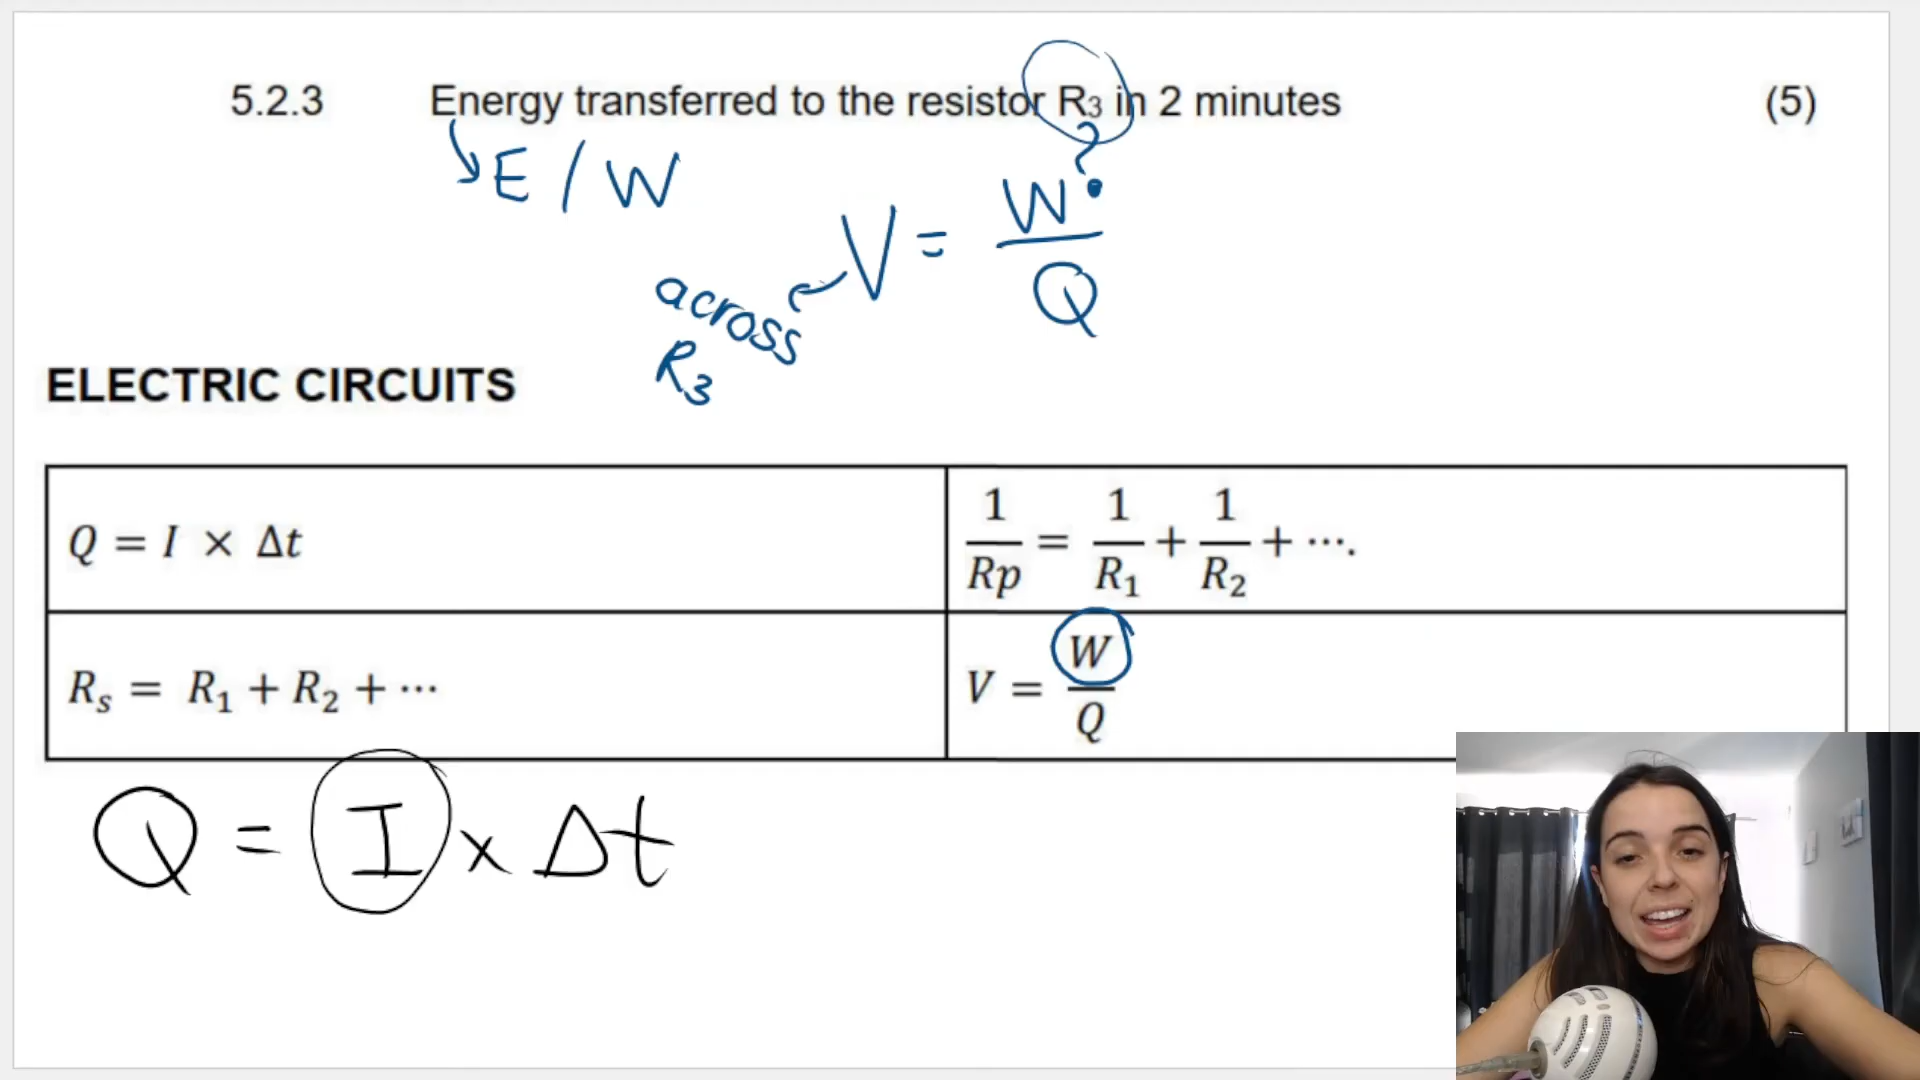 5.2.3 Energy transferred to the resistor R₃ in 2 minutes (5)
E / W
V = W? / Q
across
R₃
ELECTRIC CIRCUITS
Q = I × Δt
1/Rp = 1/R₁ + 1/R₂ + ⋯.
Rₛ = R₁ + R₂ + ⋯
V = W/Q
Q = I × Δt